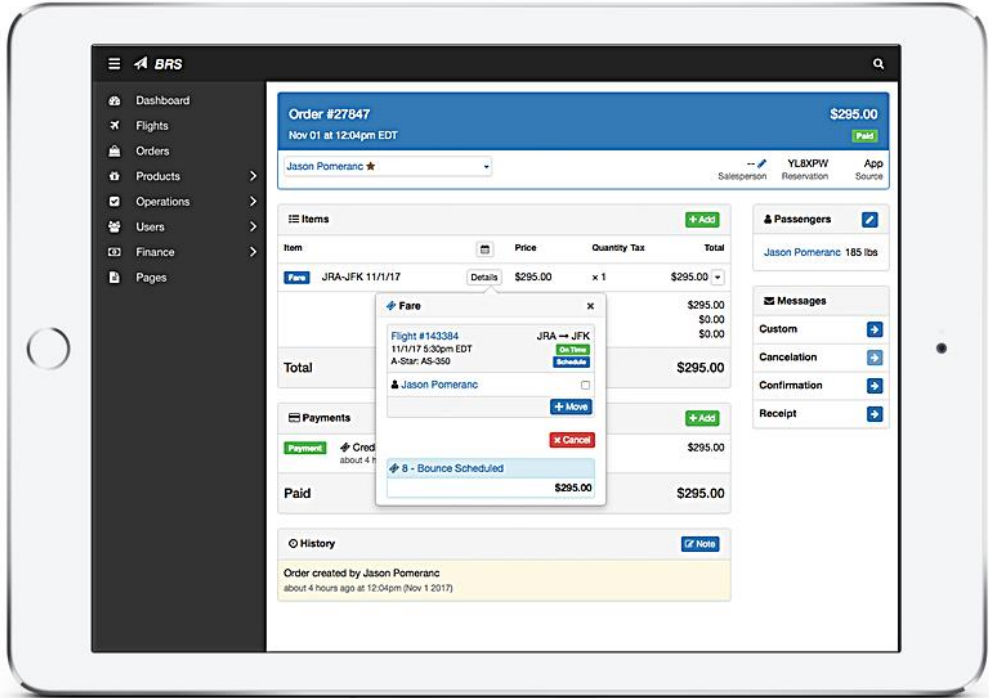 BRS
Dashboard
Flights
Orders
Products
Operations
Users
Finance
Pages
Order #27847 $295.00
Nov 01 at 12:04pm EDT Paid
Jason Pomeranc -- YL8XPW App
Salesperson Reservation Source
Items + Add
Item Price Quantity Tax Total
Fare JRA-JFK 11/1/17 Details $295.00 x 1 $295.00
$295.00
$0.00
$0.00
Total $295.00
Fare ×
Flight #143384 JRA → JFK
11/1/17 5:30pm EDT On Time
A-Star: AS-350 Schedule
Jason Pomeranc
+ Move
× Cancel
8 - Bounce Scheduled
$295.00
Payments + Add
Payment Cred $295.00
about 4 h
Paid $295.00
History Note
Order created by Jason Pomeranc
about 4 hours ago at 12:04pm (Nov 1 2017)
Passengers
Jason Pomeranc 185 lbs
Messages
Custom
Cancelation
Confirmation
Receipt